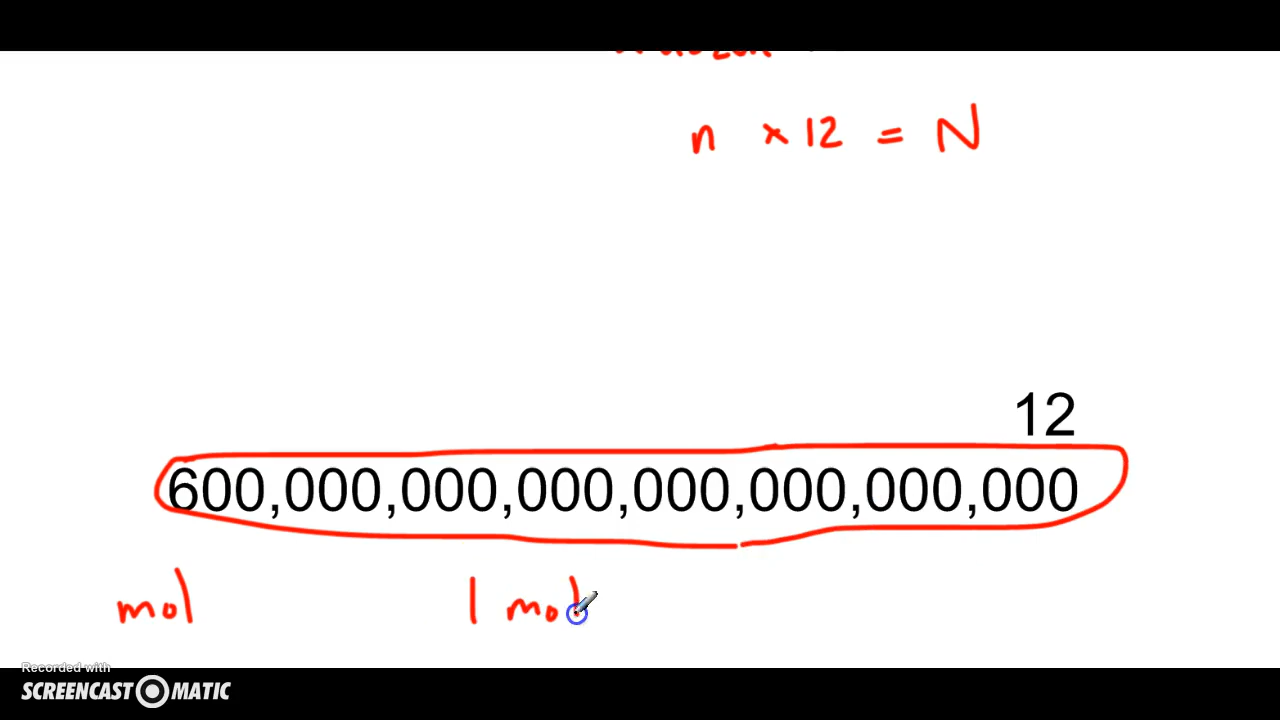 n × 12 = N
12
600,000,000,000,000,000,000,000
mol 1 mol
Recorded with
SCREENCAST MATIC